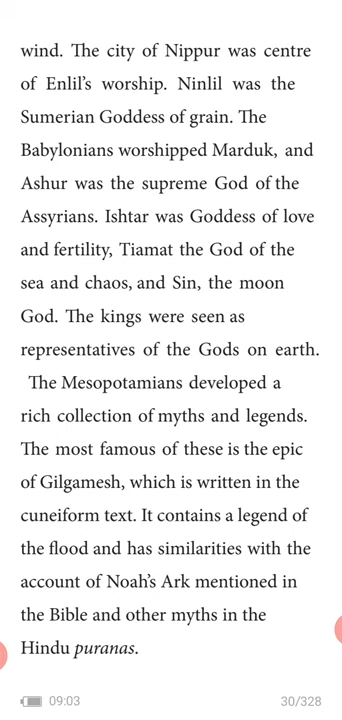 wind. The city of Nippur was centre
of Enlil’s worship. Ninlil was the
Sumerian Goddess of grain. The
Babylonians worshipped Marduk, and
Ashur was the supreme God of the
Assyrians. Ishtar was Goddess of love
and fertility, Tiamat the God of the
sea and chaos, and Sin, the moon
God. The kings were seen as
representatives of the Gods on earth.
The Mesopotamians developed a
rich collection of myths and legends.
The most famous of these is the epic
of Gilgamesh, which is written in the
cuneiform text. It contains a legend of
the flood and has similarities with the
account of Noah’s Ark mentioned in
the Bible and other myths in the
Hindu puranas.
09:03 30/328